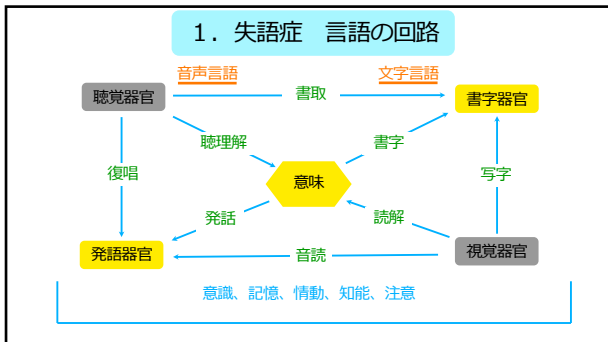 1．失語症　言語の回路
音声言語
文字言語
聴覚器官
書取
書字器官
聴理解
書字
復唱
意味
写字
発話
読解
発語器官
音読
視覚器官
意識、記憶、情動、知能、注意